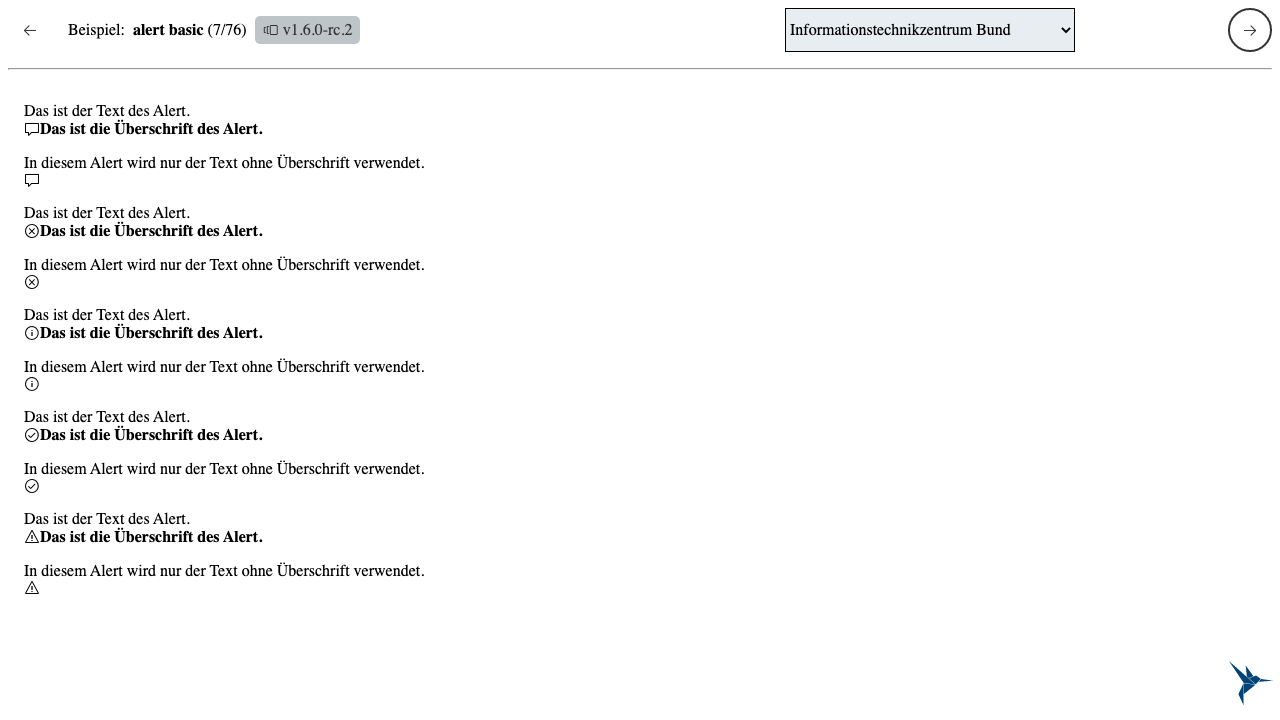 Beispiel: alert basic (7/76) v1.6.0-rc.2 Informationstechnikzentrum Bund
Das ist der Text des Alert.
Das ist die Überschrift des Alert.
In diesem Alert wird nur der Text ohne Überschrift verwendet.
Das ist der Text des Alert.
Das ist die Überschrift des Alert.
In diesem Alert wird nur der Text ohne Überschrift verwendet.
Das ist der Text des Alert.
Das ist die Überschrift des Alert.
In diesem Alert wird nur der Text ohne Überschrift verwendet.
Das ist der Text des Alert.
Das ist die Überschrift des Alert.
In diesem Alert wird nur der Text ohne Überschrift verwendet.
Das ist der Text des Alert.
Das ist die Überschrift des Alert.
In diesem Alert wird nur der Text ohne Überschrift verwendet.